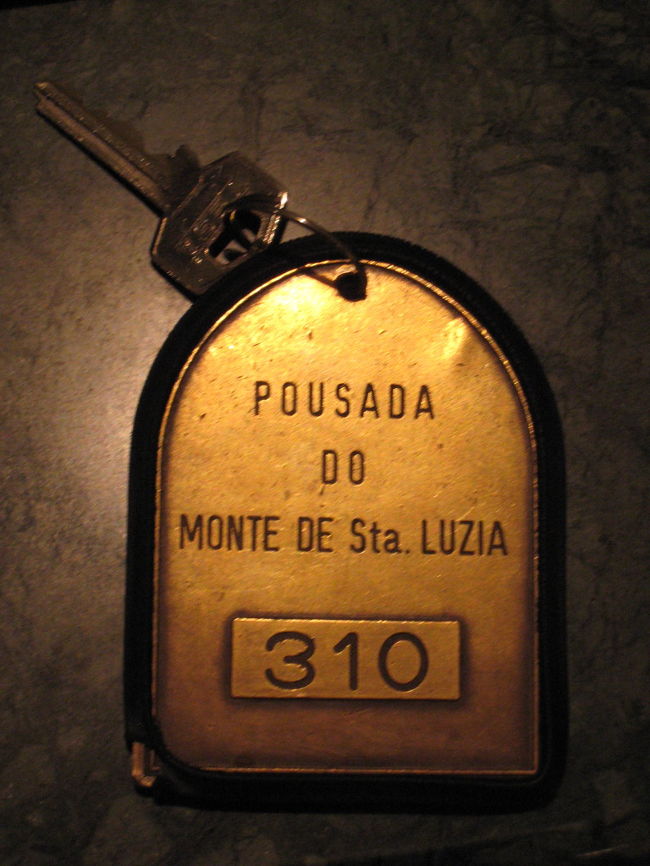 POUSADA
DO
MONTE DE Sta. LUZIA
310